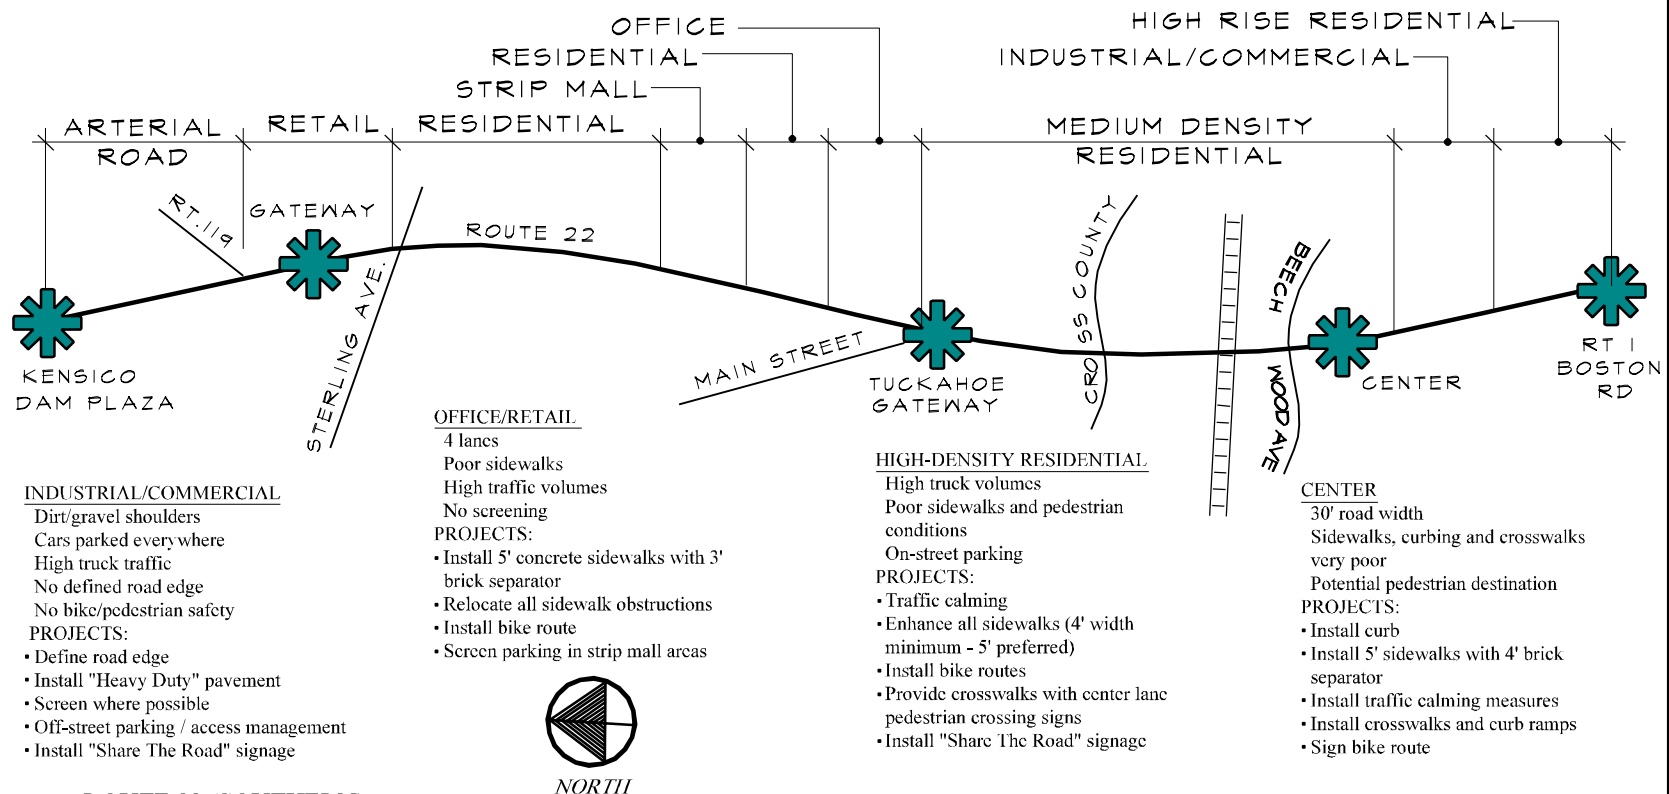 OFFICE
HIGH RISE RESIDENTIAL
RESIDENTIAL
INDUSTRIAL/COMMERCIAL
STRIP MALL
ARTERIAL
ROAD
RETAIL
RESIDENTIAL
MEDIUM DENSITY
RESIDENTIAL
RT.119
GATEWAY
ROUTE 22
STERLING AVE.
MAIN STREET
CROSS COUNTY
BEECH
WOOD AVE
KENSICO
DAM PLAZA
TUCKAHOE
GATEWAY
CENTER
RT 1
BOSTON
RD
INDUSTRIAL/COMMERCIAL
Dirt/gravel shoulders
Cars parked everywhere
High truck traffic
No defined road edge
No bike/pedestrian safety
PROJECTS:
• Define road edge
• Install "Heavy Duty" pavement
• Screen where possible
• Off-street parking / access management
• Install "Share The Road" signage
OFFICE/RETAIL
4 lanes
Poor sidewalks
High traffic volumes
No screening
PROJECTS:
• Install 5' concrete sidewalks with 3'
brick separator
• Relocate all sidewalk obstructions
• Install bike route
• Screen parking in strip mall areas
HIGH-DENSITY RESIDENTIAL
High truck volumes
Poor sidewalks and pedestrian
conditions
On-street parking
PROJECTS:
• Traffic calming
• Enhance all sidewalks (4' width
minimum - 5' preferred)
• Install bike routes
• Provide crosswalks with center lane
pedestrian crossing signs
• Install "Share The Road" signage
CENTER
30' road width
Sidewalks, curbing and crosswalks
very poor
Potential pedestrian destination
PROJECTS:
• Install curb
• Install 5' sidewalks with 4' brick
separator
• Install traffic calming measures
• Install crosswalks and curb ramps
• Sign bike route
NORTH